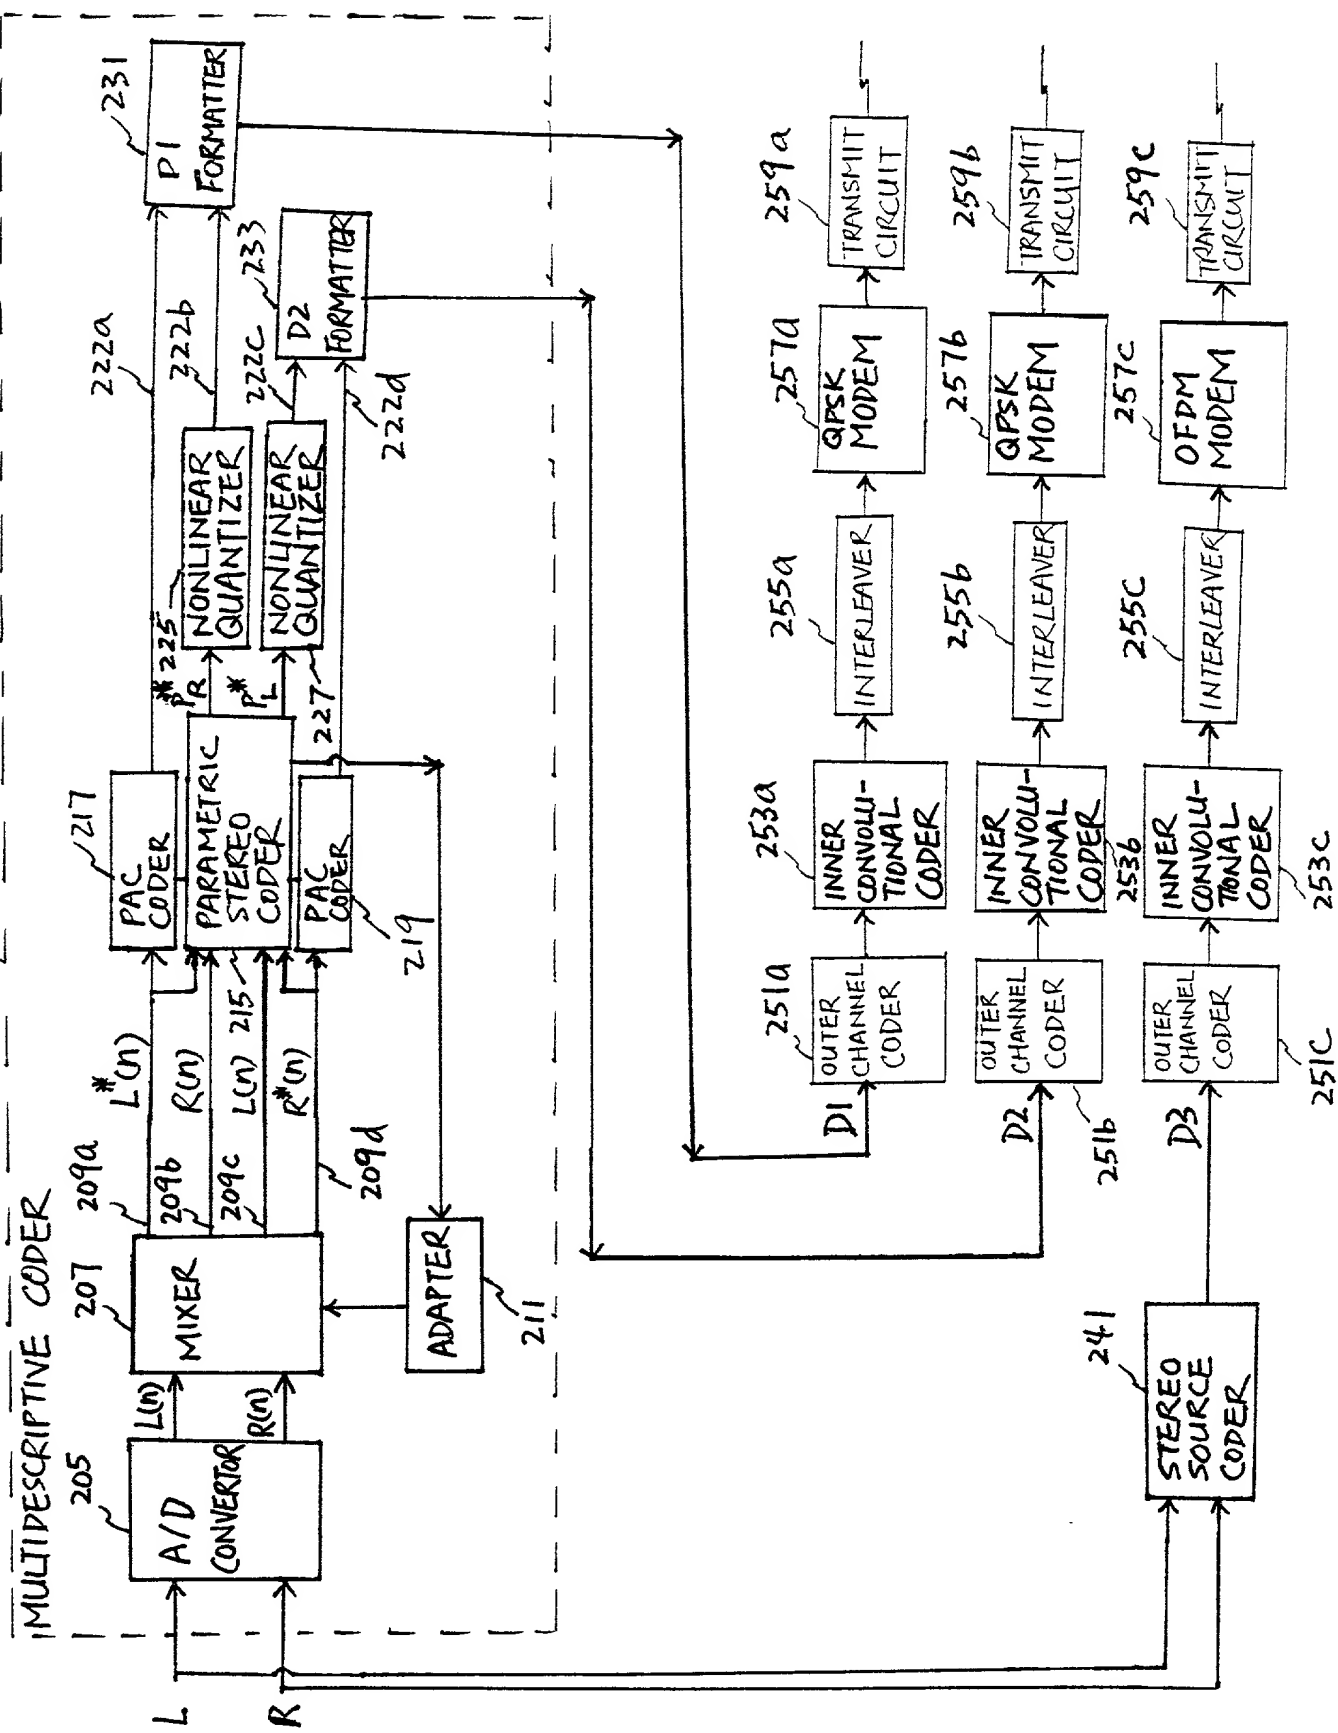 MULTIDESCRIPTIVE CODER
L
R
205
A/D
CONVERTOR
L(n)
R(n)
207
MIXER
ADAPTER
211
209a
209b
209c
209d
L*(n)
R(n)
L(n)
R*(n)
215
217
PAC
CODER
PARAMETRIC
STEREO
CODER
PAC
CODER
219
P*R
P*L
225
NONLINEAR
QUANTIZER
NONLINEAR
QUANTIZER
227
222a
222b
222c
222d
231
D1
FORMATTER
233
D2
FORMATTER
241
STEREO
SOURCE
CODER
D1
251a
OUTER
CHANNEL
CODER
253a
INNER
CONVOLU-
TIONAL
CODER
255a
INTERLEAVER
257a
QPSK
MODEM
259a
TRANSMIT
CIRCUIT
D2
251b
OUTER
CHANNEL
CODER
INNER
CONVOLU-
TIONAL
CODER
253b
255b
INTERLEAVER
257b
QPSK
MODEM
259b
TRANSMIT
CIRCUIT
D3
OUTER
CHANNEL
CODER
251C
INNER
CONVOLU-
TIONAL
CODER
253C
255C
INTERLEAVER
257C
OFDM
MODEM
259C
TRANSMIT
CIRCUIT